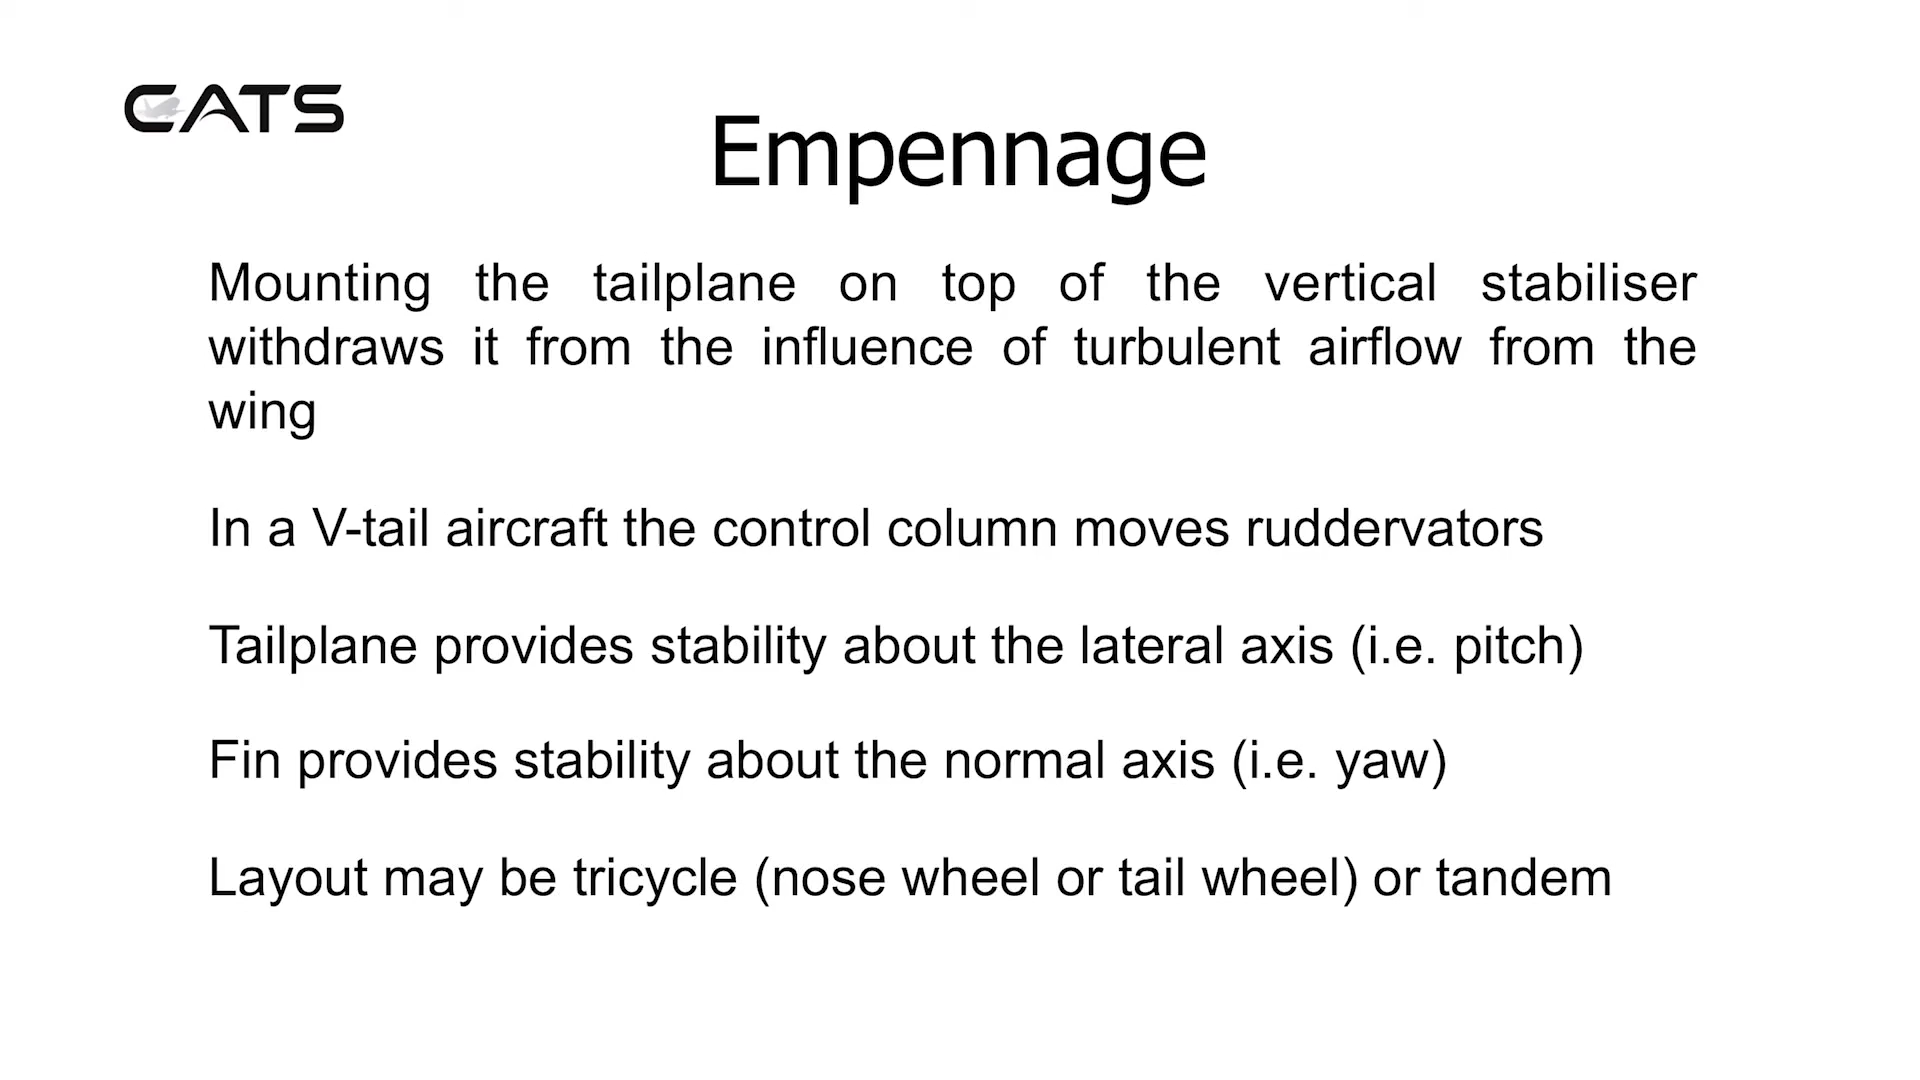 CATS
Empennage
Mounting the tailplane on top of the vertical stabiliser
withdraws it from the influence of turbulent airflow from the
wing
In a V-tail aircraft the control column moves ruddervators
Tailplane provides stability about the lateral axis (i.e. pitch)
Fin provides stability about the normal axis (i.e. yaw)
Layout may be tricycle (nose wheel or tail wheel) or tandem